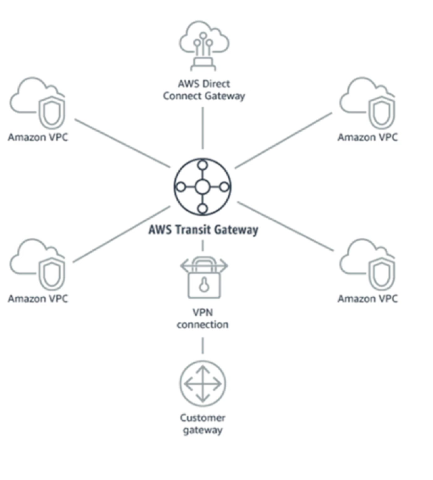 AWS Direct
Connect Gateway
Amazon VPC
Amazon VPC
AWS Transit Gateway
Amazon VPC
Amazon VPC
VPN
connection
Customer
gateway